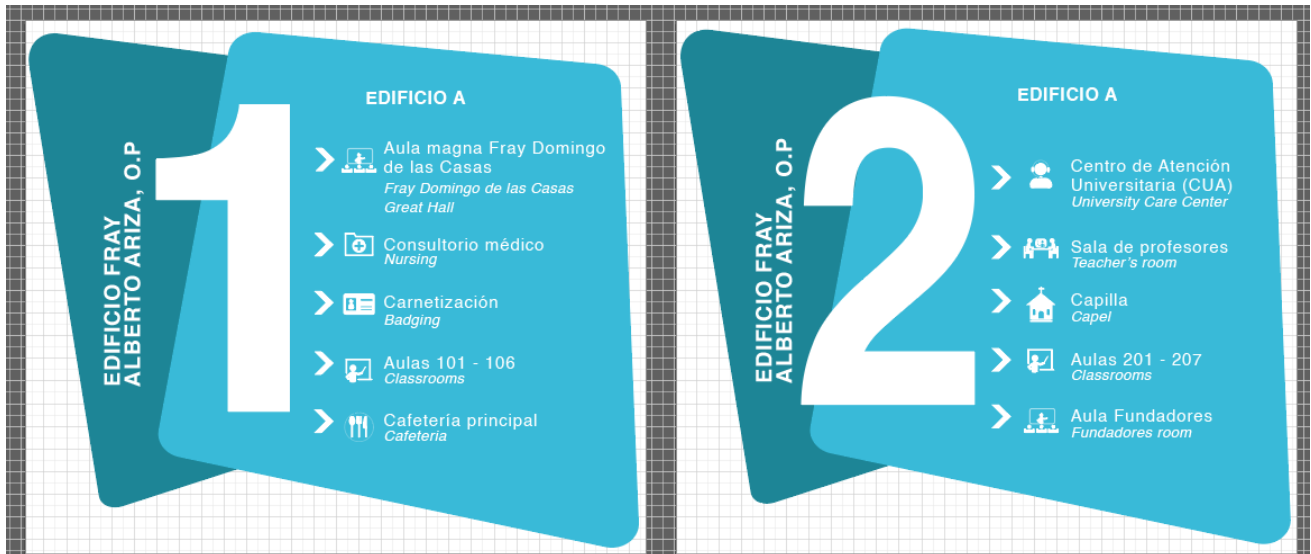 EDIFICIO FRAY
ALBERTO ARIZA, O.P
1
EDIFICIO A
Aula magna Fray Domingo
de las Casas
Fray Domingo de las Casas
Great Hall
Consultorio médico
Nursing
Carnetización
Badging
Aulas 101 - 106
Classrooms
Cafetería principal
Cafeteria
EDIFICIO FRAY
ALBERTO ARIZA, O.P
2
EDIFICIO A
Centro de Atención
Universitaria (CUA)
University Care Center
Sala de profesores
Teacher's room
Capilla
Capel
Aulas 201 - 207
Classrooms
Aula Fundadores
Fundadores room